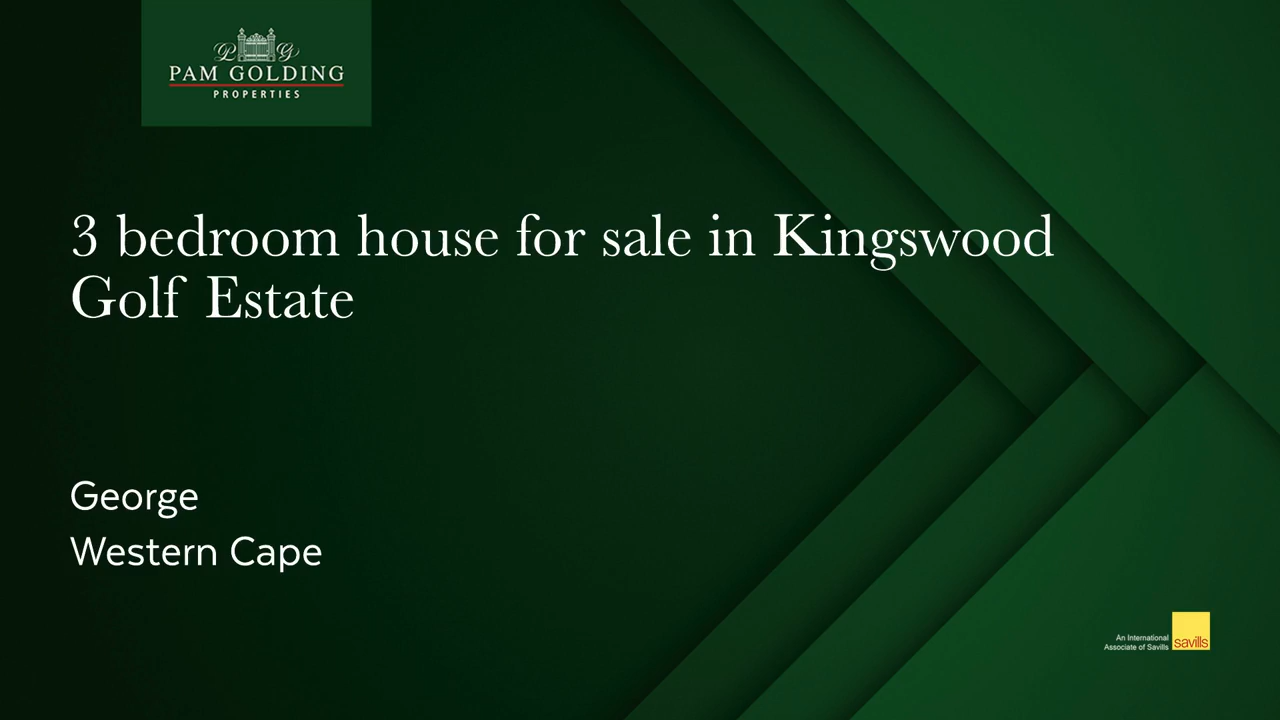 P G
PAM GOLDING
PROPERTIES
3 bedroom house for sale in Kingswood
Golf Estate
George
Western Cape
An International
Associate of Savills
savills